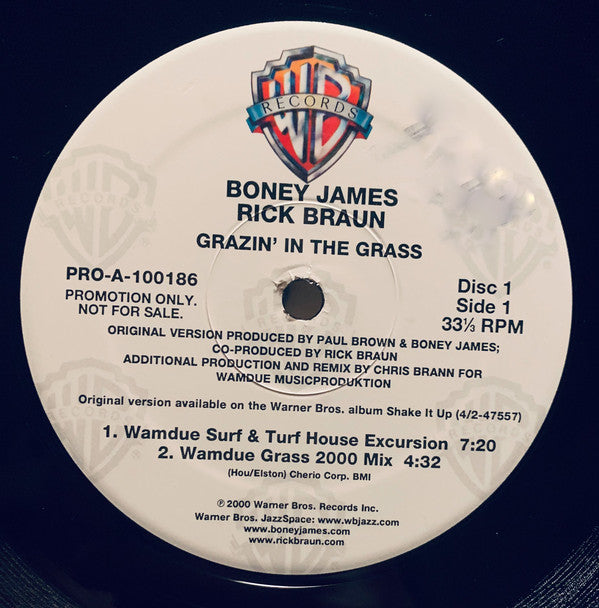 WB
RECORDS
BONEY JAMES
RICK BRAUN
GRAZIN' IN THE GRASS
PRO-A-100186
PROMOTION ONLY.
NOT FOR SALE.
Disc 1
Side 1
33⅓ RPM
ORIGINAL VERSION PRODUCED BY PAUL BROWN & BONEY JAMES;
CO-PRODUCED BY RICK BRAUN
ADDITIONAL PRODUCTION AND REMIX BY CHRIS BRANN FOR
WAMDUE MUSICPRODUKTION
Original version available on the Warner Bros. album Shake It Up (4/2-47557)
1. Wamdue Surf & Turf House Excursion 7:20
2. Wamdue Grass 2000 Mix 4:32
(Hou/Elston) Cherio Corp. BMI
℗ 2000 Warner Bros. Records Inc.
Warner Bros. JazzSpace: www.wbjazz.com
www.boneyjames.com
www.rickbraun.com